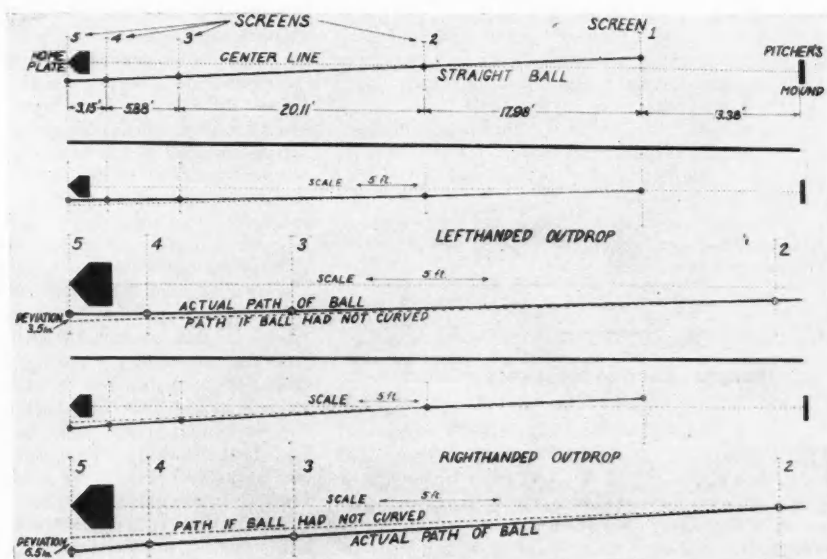 SCREENS
SCREEN
5 4 3 2 1
HOME PLATE
CENTER LINE
STRAIGHT BALL
PITCHER'S MOUND
3.15' 5.88' 20.11' 17.98' 3.38'
SCALE 5 ft.
LEFTHANDED OUTDROP
5 4 3 2
SCALE 5 ft.
ACTUAL PATH OF BALL
PATH IF BALL HAD NOT CURVED
DEVIATION 3.5 in.
SCALE 5 ft.
RIGHTHANDED OUTDROP
5 4 3 2
SCALE 5 ft.
PATH IF BALL HAD NOT CURVED
ACTUAL PATH OF BALL
DEVIATION 6.5 in.